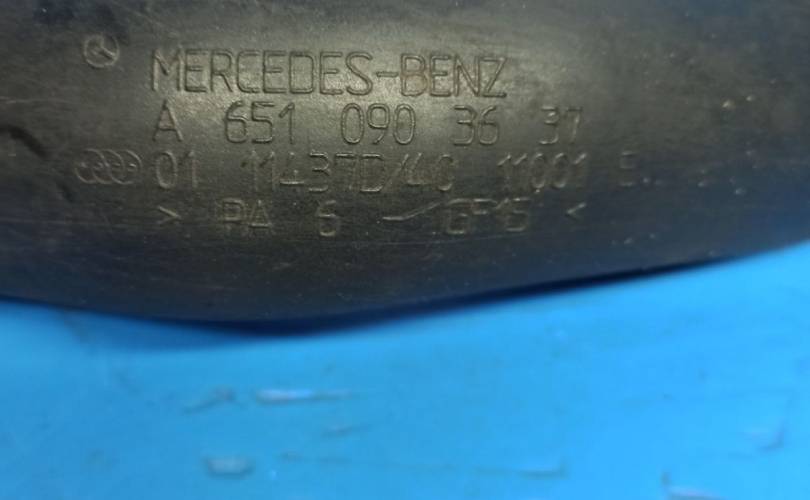 MERCEDES-BENZ
A 651 090 36 37
01 11437D/40 11001
> PA 6 - GF15 <